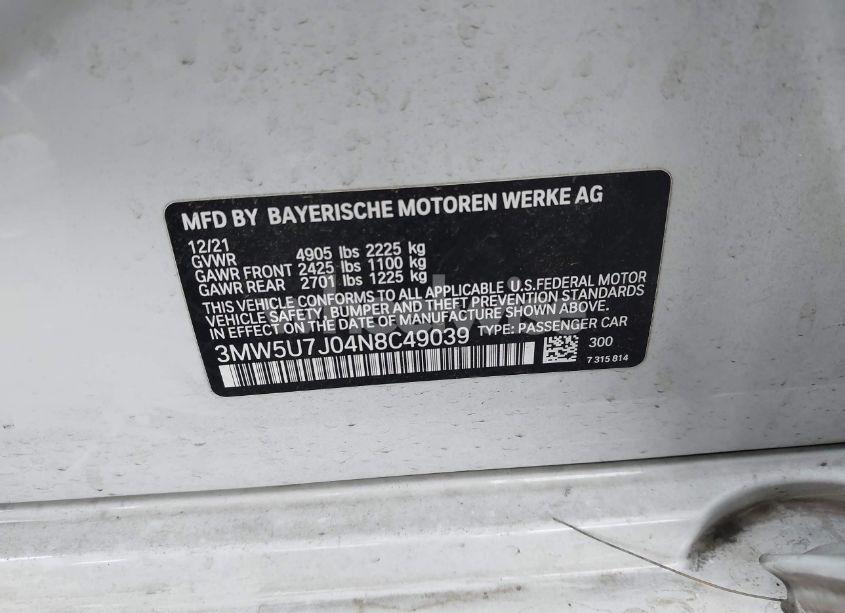 MFD BY BAYERISCHE MOTOREN WERKE AG
12/21
GVWR 4905 lbs 2225 kg
GAWR FRONT 2425 lbs 1100 kg
GAWR REAR 2701 lbs 1225 kg
THIS VEHICLE CONFORMS TO ALL APPLICABLE U.S.FEDERAL MOTOR
VEHICLE SAFETY, BUMPER AND THEFT PREVENTION STANDARDS
IN EFFECT ON THE DATE OF MANUFACTURE SHOWN ABOVE.
3MW5U7J04N8C49039 TYPE: PASSENGER CAR
300
7 315 814